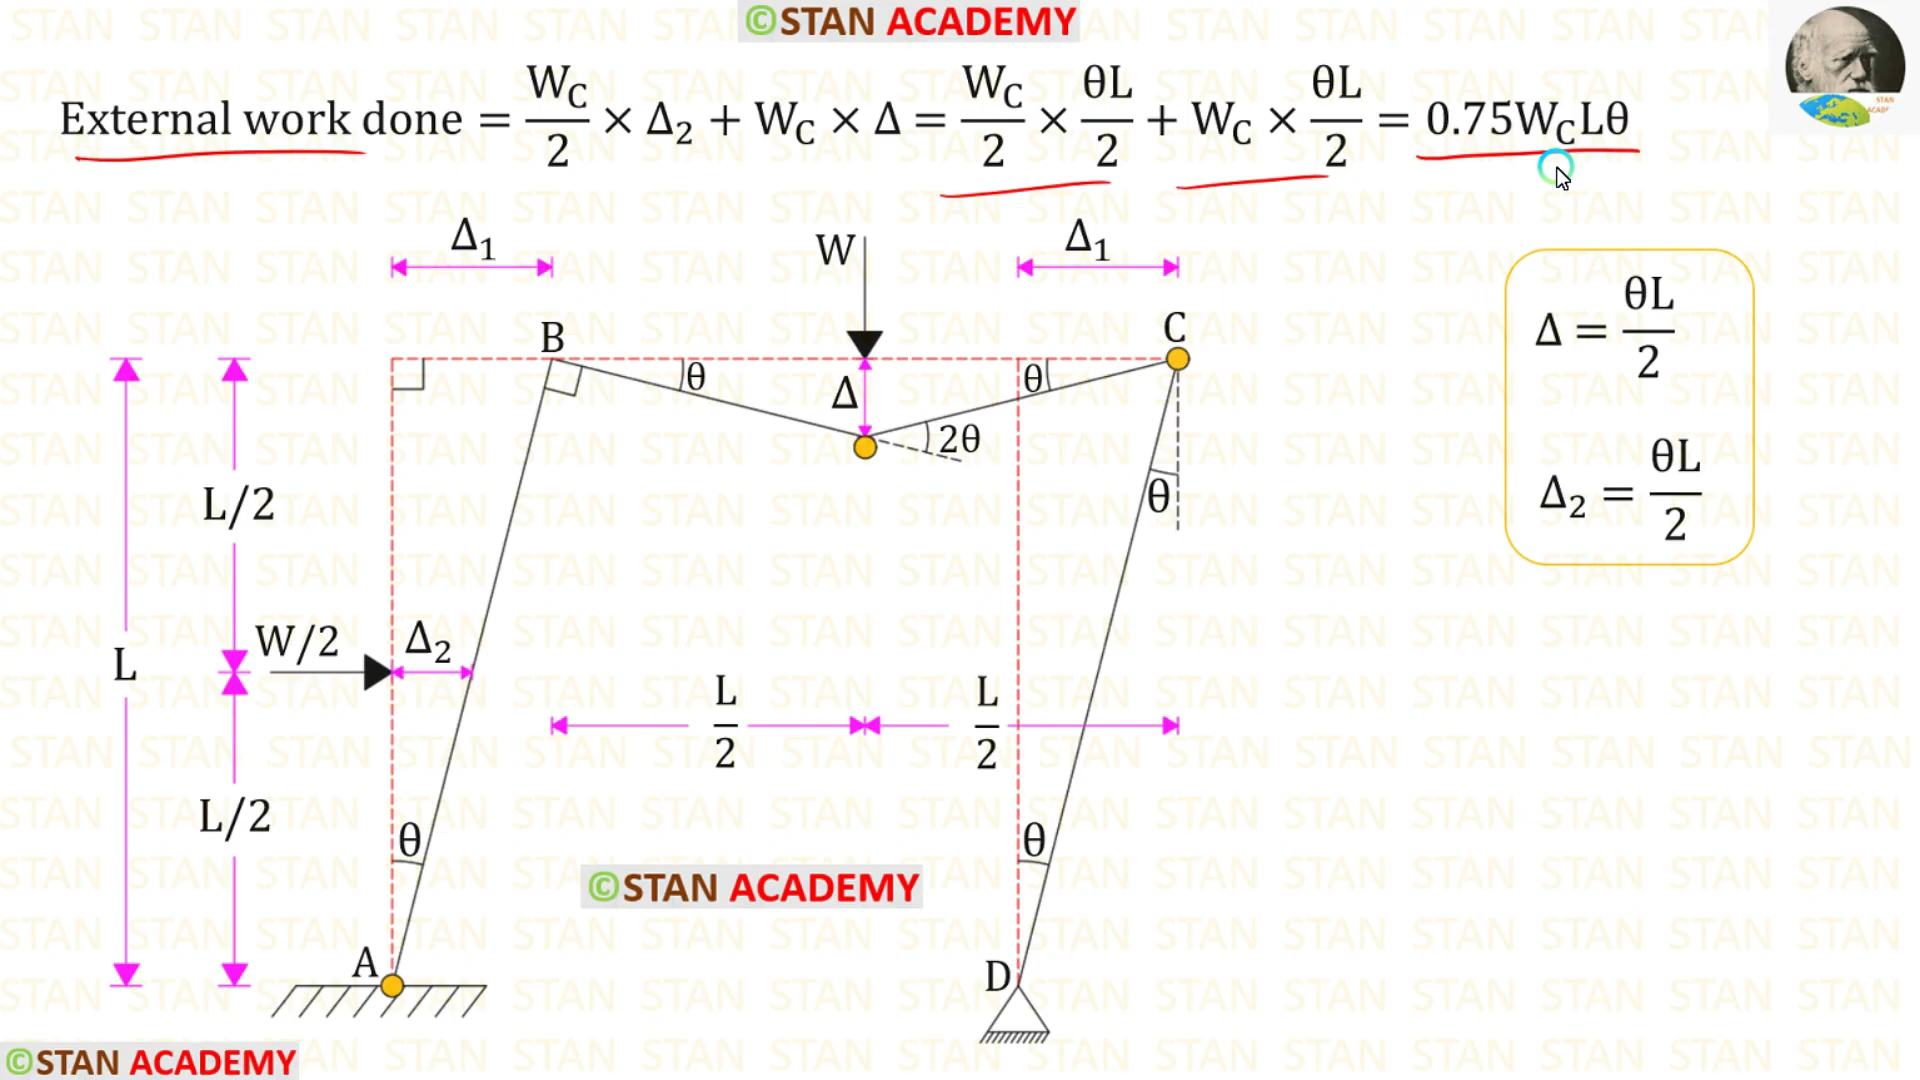 ©STAN ACADEMY
External work done = W_C/2 × Δ₂ + W_C × Δ = W_C/2 × θL/2 + W_C × θL/2 = 0.75W_CLθ
STAN
Δ₁ W Δ₁
B C
Δ = θL/2
θ Δ θ
2θ
Δ₂ = θL/2
L/2 θ
W/2 Δ₂
L
L/2 L/2
L/2 θ θ
©STAN ACADEMY
A D
©STAN ACADEMY